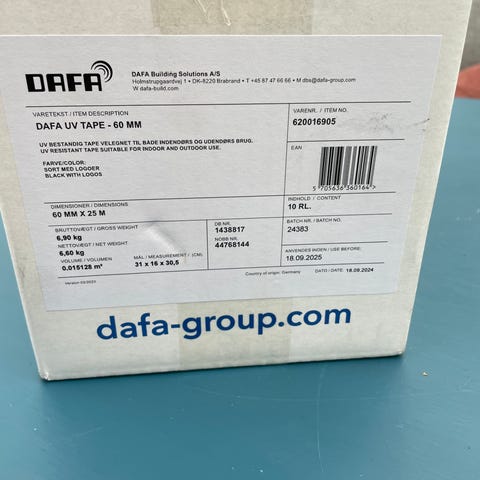 DAFA
DAFA Building Solutions A/S
Holmstrupgaardvej 1 • DK-8220 Brabrand • T +45 87 47 66 66 • M dbs@dafa-group.com
W dafa-build.com
VARETEKST / ITEM DESCRIPTION
DAFA UV TAPE - 60 MM
UV BESTANDIG TAPE VELEGNET TIL BÅDE INDENDØRS OG UDENDØRS BRUG.
UV RESISTANT TAPE SUITABLE FOR INDOOR AND OUTDOOR USE.
FARVE/COLOR:
SORT MED LOGOER
BLACK WITH LOGOS
VARENR. / ITEM NO.
620016905
EAN
5 705636 360164 >
DIMENSIONER / DIMENSIONS
60 MM X 25 M
INDHOLD / CONTENT
10 RL.
BRUTTOVÆGT / GROSS WEIGHT
6,90 kg
NETTOVÆGT / NET WEIGHT
6,60 kg
VOLUME / VOLUMEN
0.015128 m³
MÅL / MEASUREMENT / (CM)
31 x 16 x 30,5
DB NR.
1438817
NOBB NR.
44768144
BATCH NR. / BATCH NO.
24383
ANVENDES INDEN / USE BEFORE:
18.09.2025
Version 03/2023
Country of origin: Germany
DATO / DATE 18.09.2024
dafa-group.com